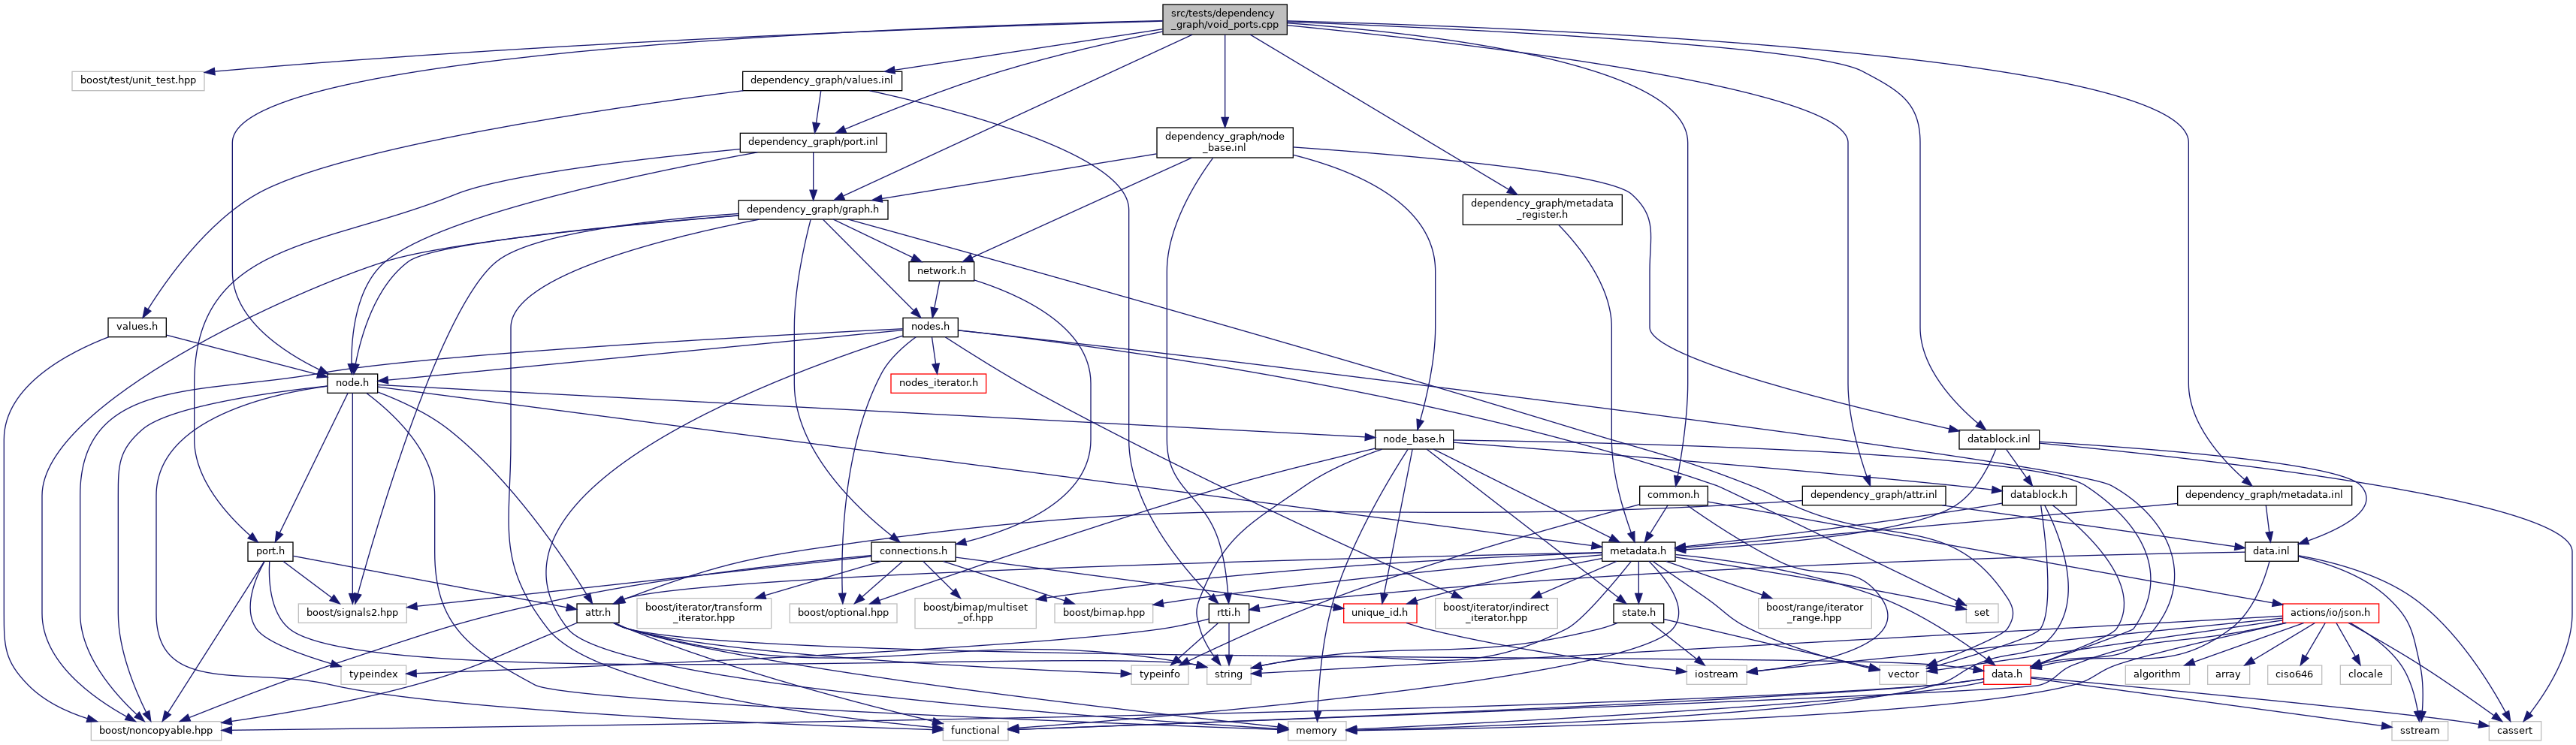 src/tests/dependency
_graph/void_ports.cpp
boost/test/unit_test.hpp
dependency_graph/values.inl
dependency_graph/port.inl
dependency_graph/node
_base.inl
dependency_graph/graph.h
dependency_graph/metadata
_register.h
network.h
values.h
nodes.h
node.h
nodes_iterator.h
node_base.h
datablock.inl
common.h
dependency_graph/attr.inl
datablock.h
dependency_graph/metadata.inl
port.h
connections.h
metadata.h
data.inl
boost/signals2.hpp
attr.h
boost/iterator/transform
_iterator.hpp
boost/optional.hpp
boost/bimap/multiset
_of.hpp
boost/bimap.hpp
rtti.h
unique_id.h
boost/iterator/indirect
_iterator.hpp
state.h
boost/range/iterator
_range.hpp
set
actions/io/json.h
typeindex
typeinfo
string
iostream
vector
data.h
algorithm
array
ciso646
clocale
boost/noncopyable.hpp
functional
memory
sstream
cassert